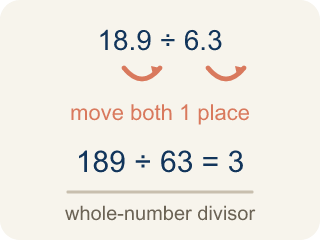 18.9 ÷ 6.3
move both 1 place
189 ÷ 63 = 3
whole-number divisor